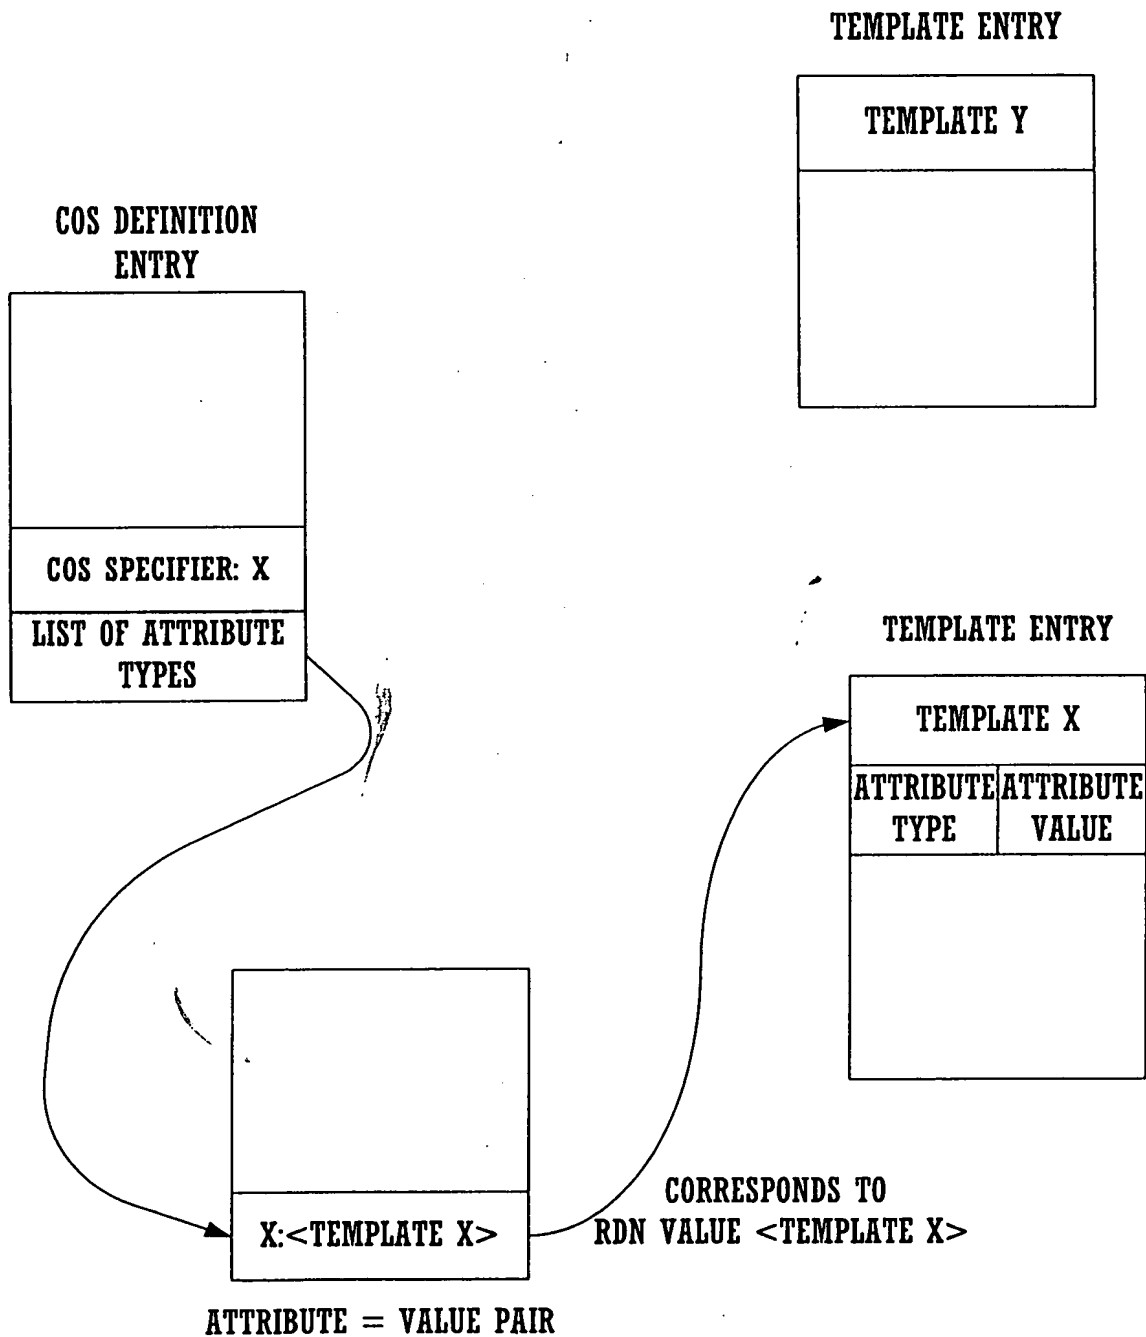 TEMPLATE ENTRY
TEMPLATE Y
COS DEFINITION
ENTRY
COS SPECIFIER: X
LIST OF ATTRIBUTE
TYPES
TEMPLATE ENTRY
TEMPLATE X
ATTRIBUTE
TYPE
ATTRIBUTE
VALUE
X:<TEMPLATE X>
CORRESPONDS TO
RDN VALUE <TEMPLATE X>
ATTRIBUTE = VALUE PAIR